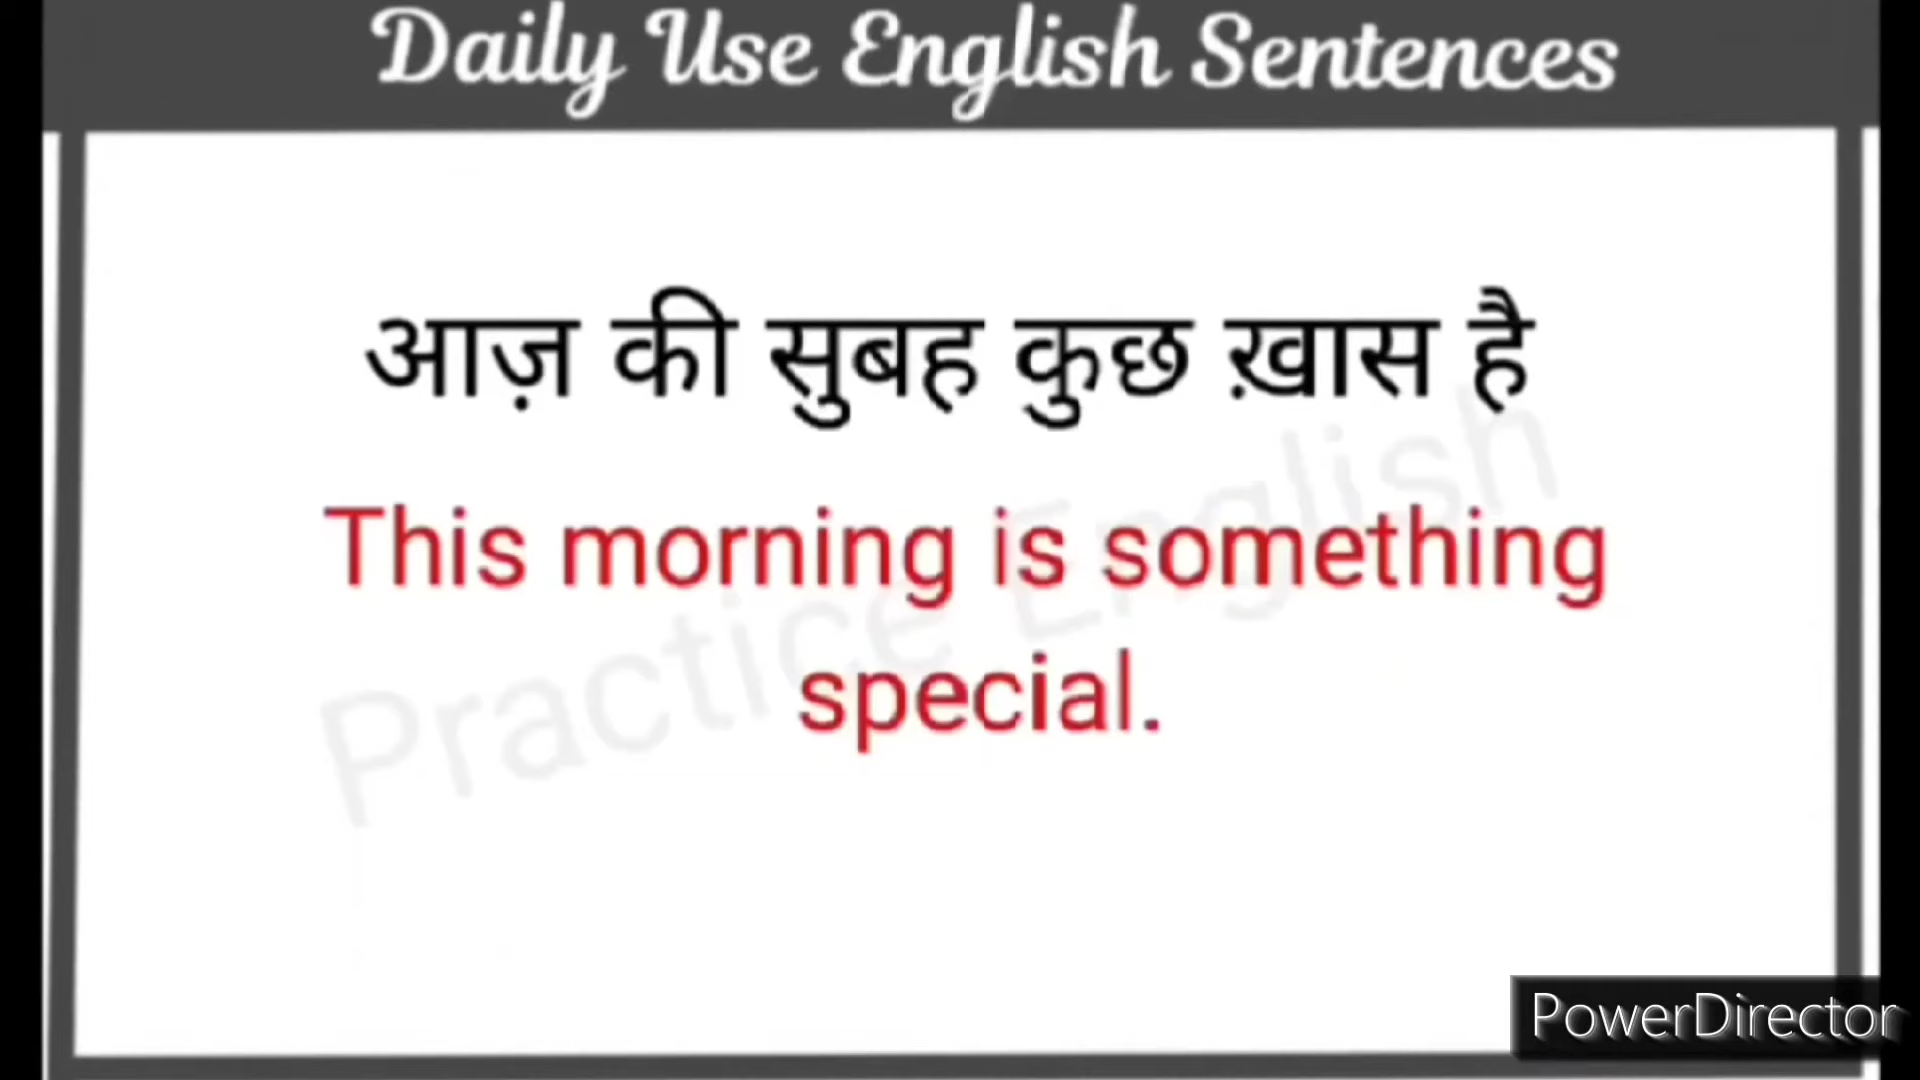 Daily Use English Sentences
आज़ की सुबह कुछ ख़ास है
This morning is something
special.
Practice English
PowerDirector